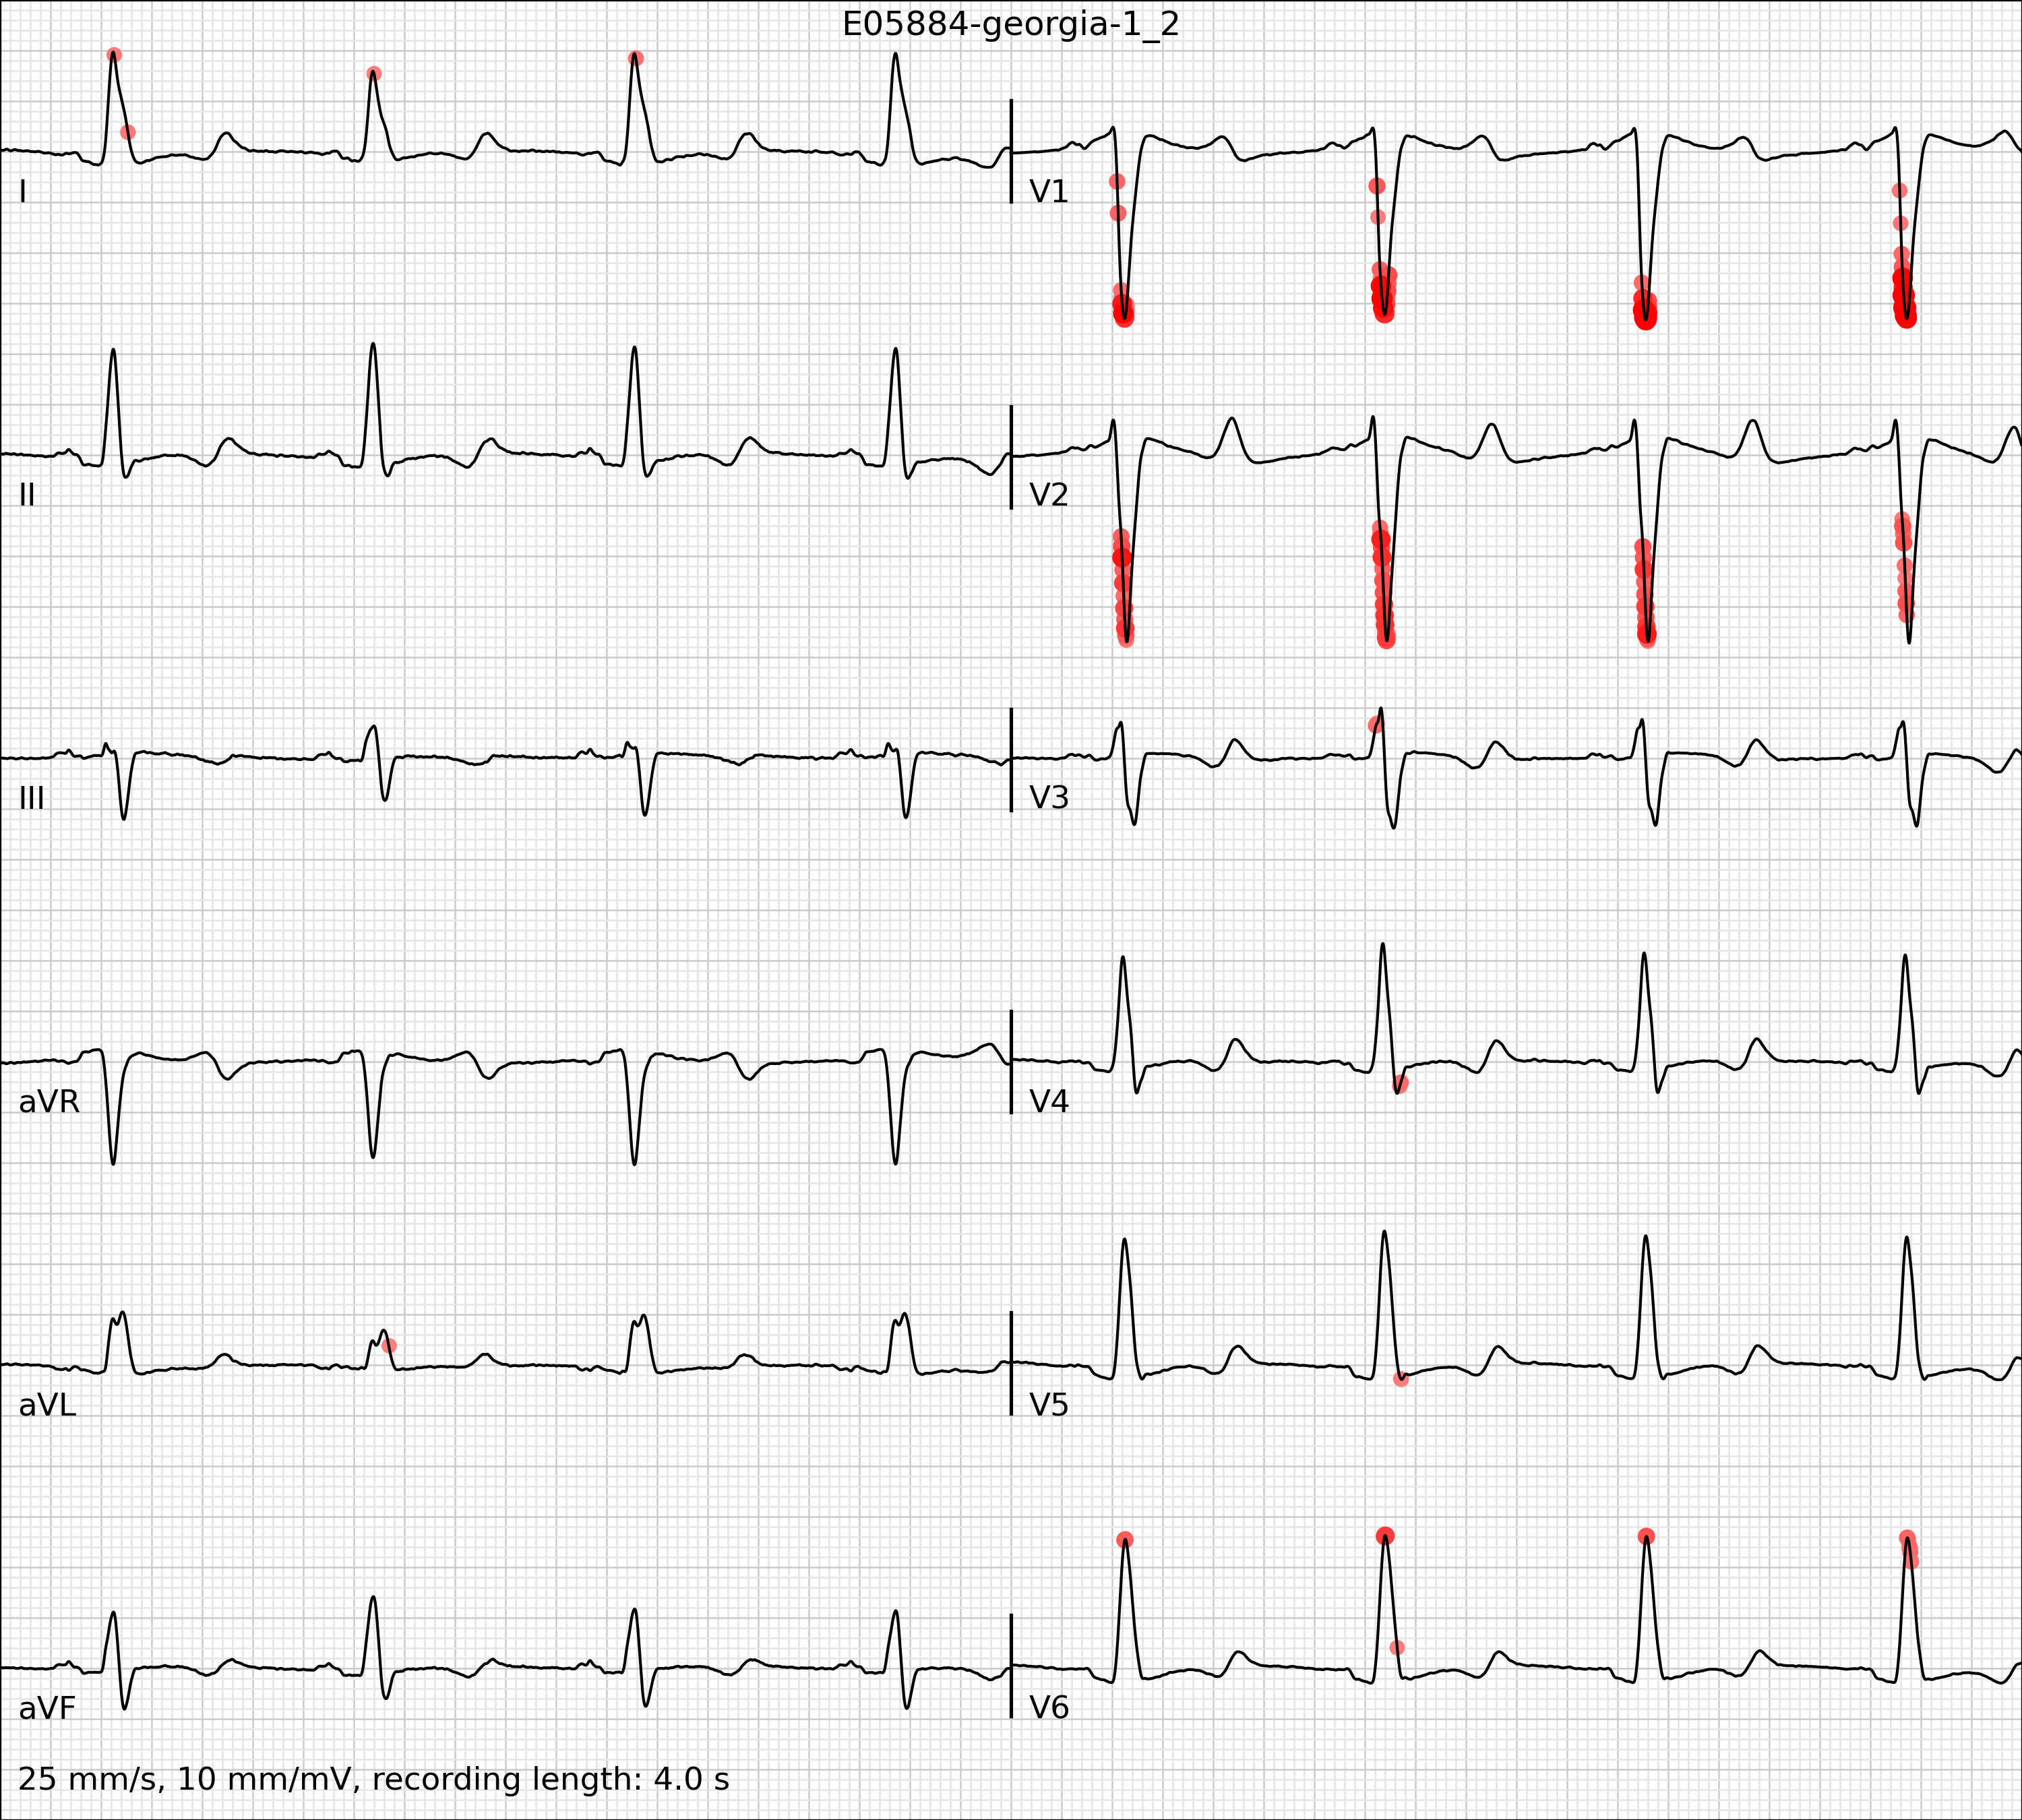 E05884-georgia-1_2
I
V1
II
V2
III
V3
aVR
V4
aVL
V5
aVF
V6
25 mm/s, 10 mm/mV, recording length: 4.0 s